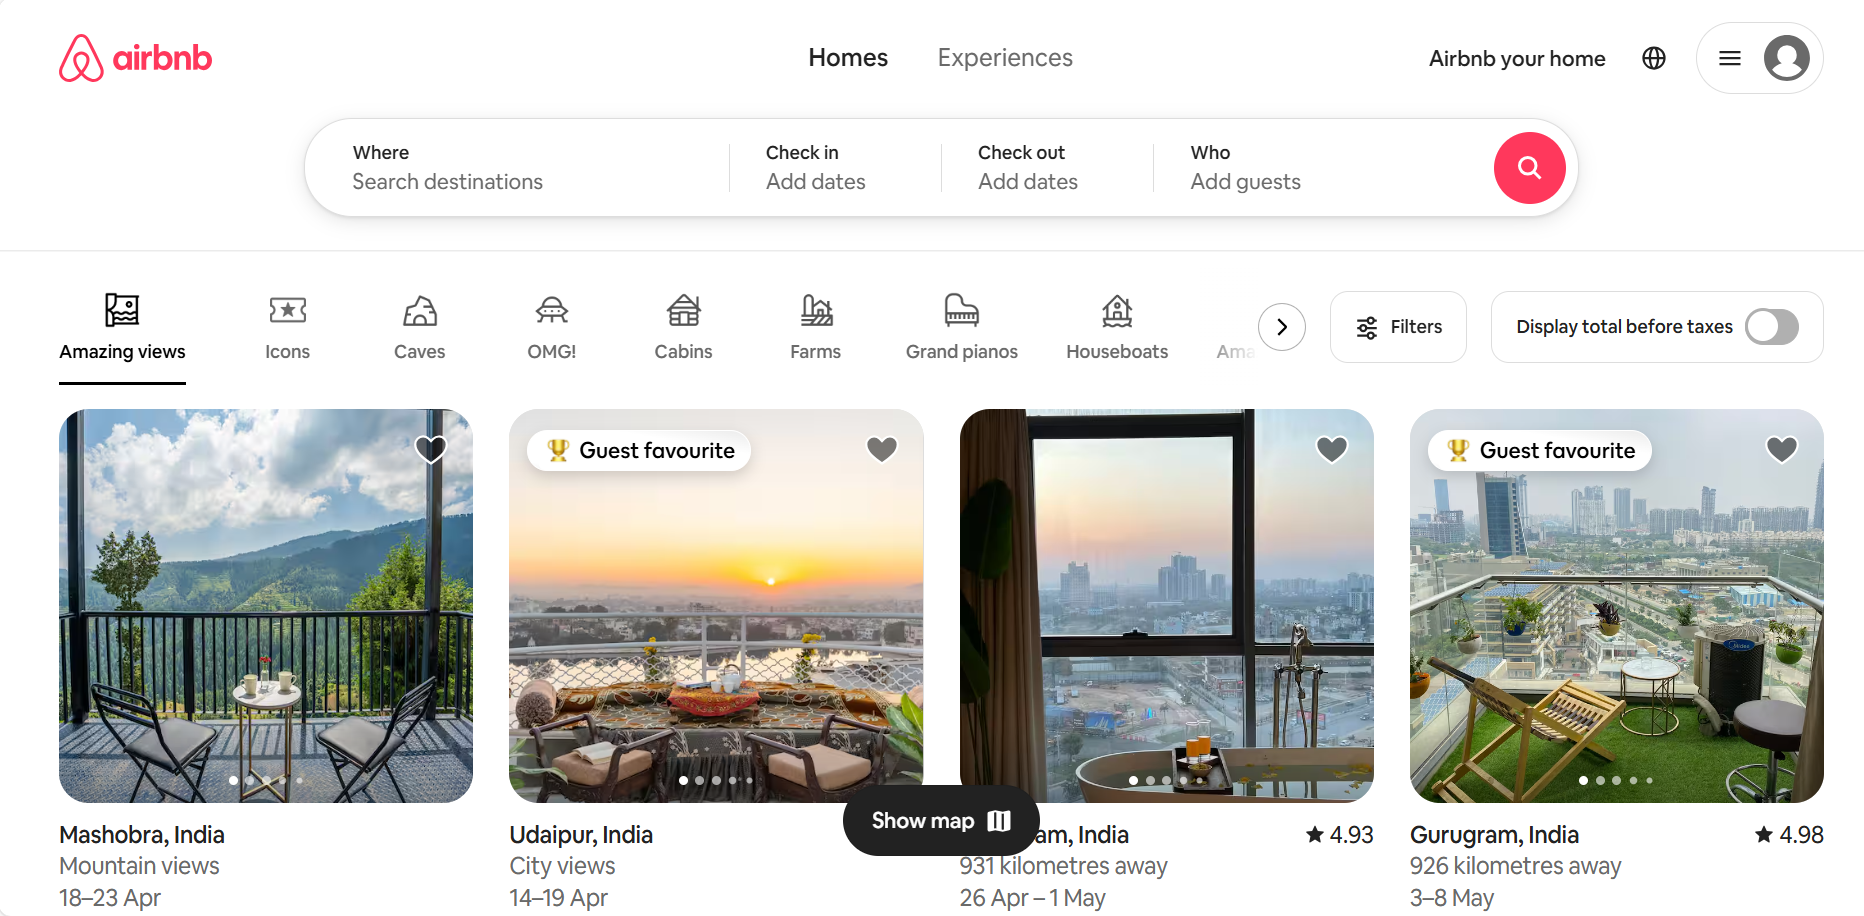 airbnb
Homes
Experiences
Airbnb your home
Where
Search destinations
Check in
Add dates
Check out
Add dates
Who
Add guests
Amazing views
Icons
Caves
OMG!
Cabins
Farms
Grand pianos
Houseboats
Ama
Filters
Display total before taxes
Guest favourite
Guest favourite
Mashobra, India
Mountain views
18–23 Apr
Udaipur, India
City views
14–19 Apr
Show map
am, India
4.93
931 kilometres away
26 Apr – 1 May
Gurugram, India
4.98
926 kilometres away
3–8 May